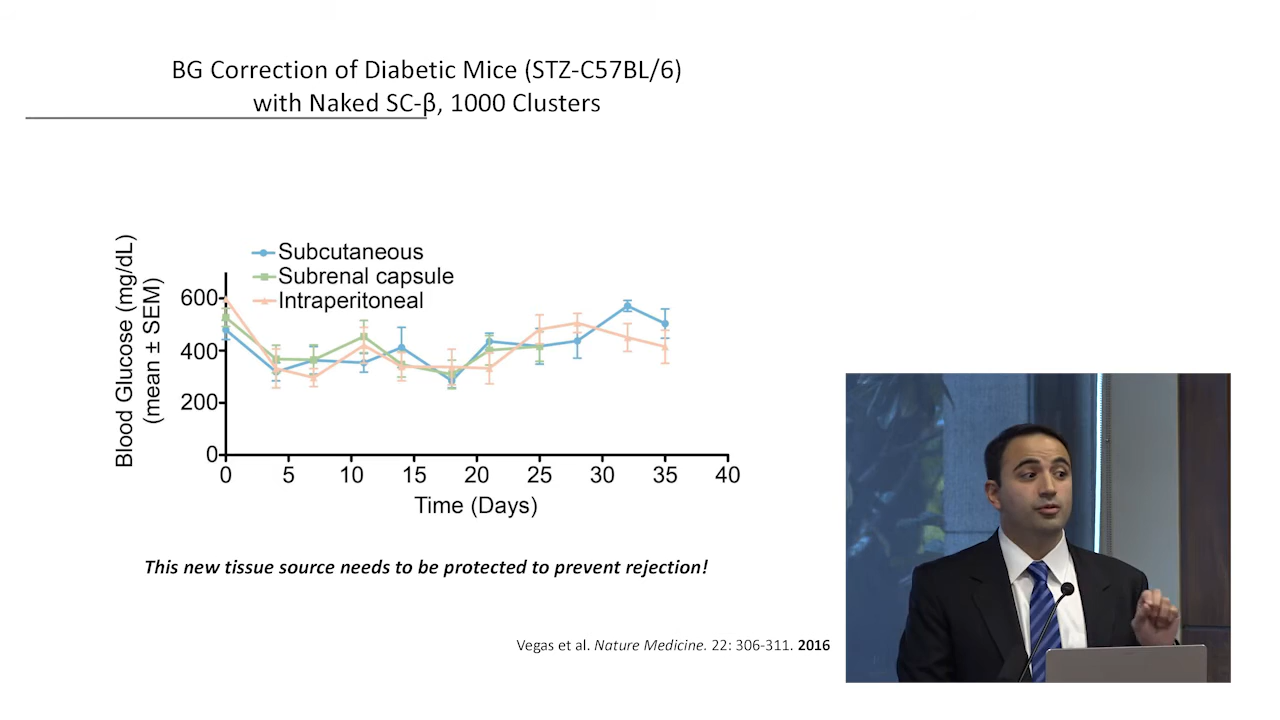 BG Correction of Diabetic Mice (STZ-C57BL/6)
with Naked SC-β, 1000 Clusters
Blood Glucose (mg/dL)
(mean ± SEM)
Subcutaneous
Subrenal capsule
Intraperitoneal
600
400
200
0
0 5 10 15 20 25 30 35 40
Time (Days)
This new tissue source needs to be protected to prevent rejection!
Vegas et al. Nature Medicine. 22: 306-311. 2016